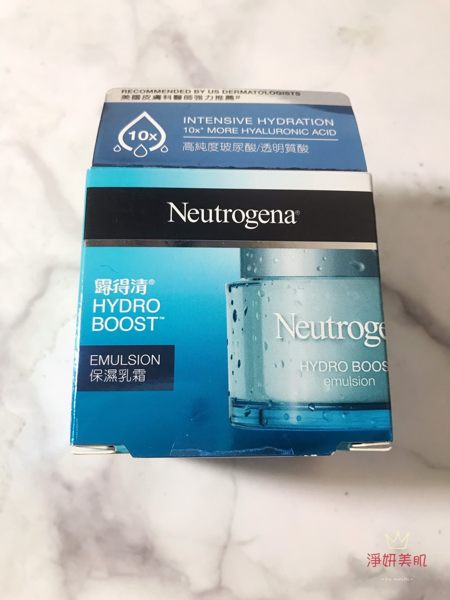 RECOMMENDED BY US DERMATOLOGISTS
美國皮膚科醫師強力推薦#
10x
INTENSIVE HYDRATION
10x* MORE HYALURONIC ACID
高純度玻尿酸/透明質酸
Neutrogena®
露得清®
HYDRO
BOOST™
EMULSION
保濕乳霜
Neutroge
HYDRO BOOS
emulsion
淨妍美肌